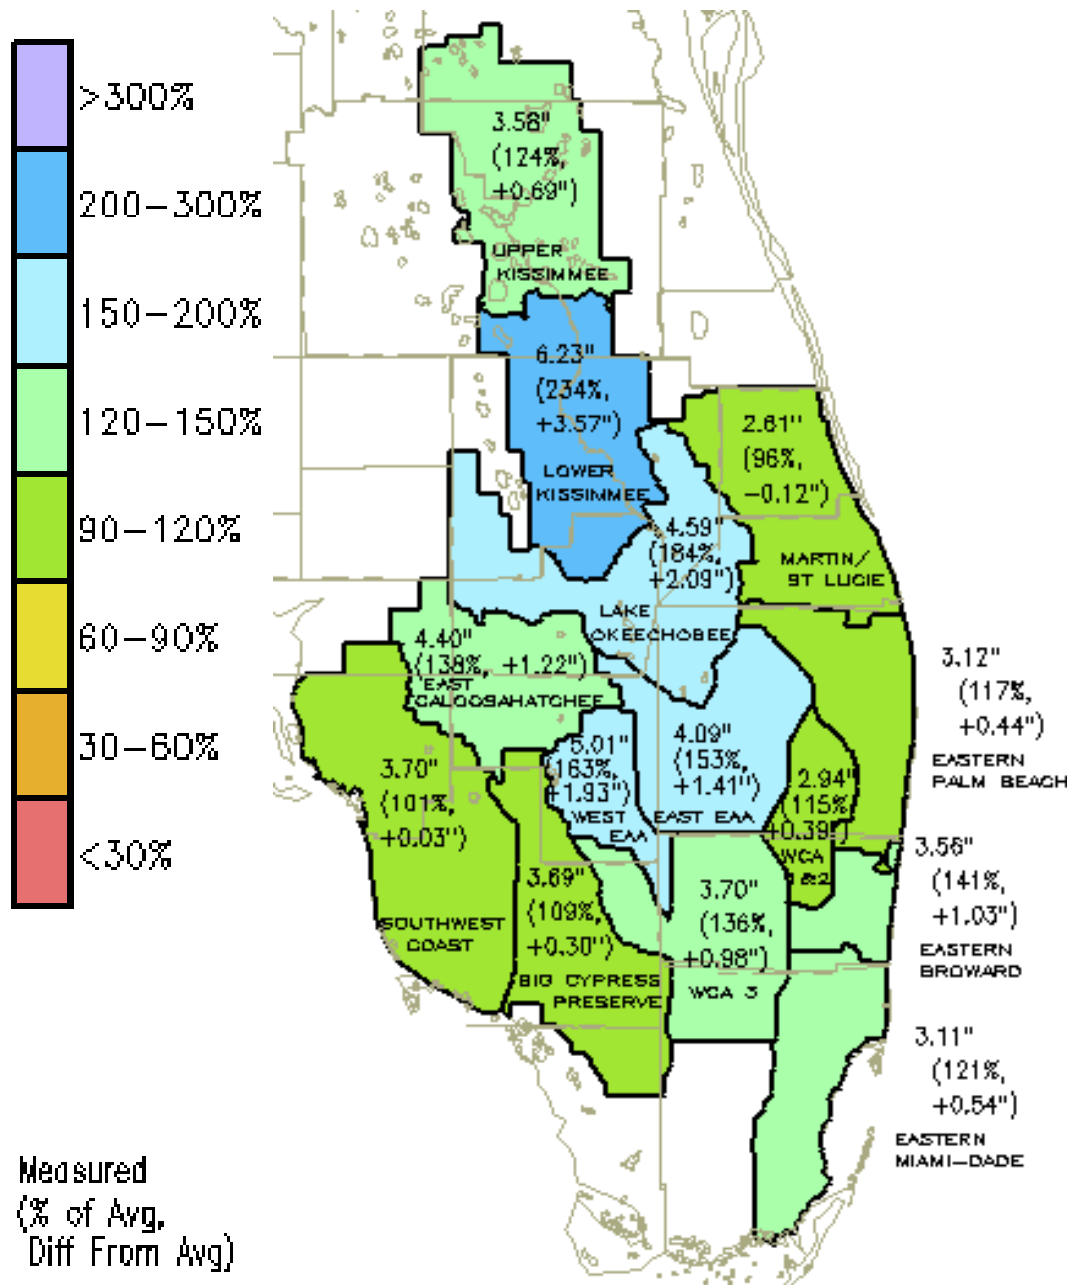 >300%
200-300%
150-200%
120-150%
90-120%
60-90%
30-60%
<30%
Measured
(% of Avg,
Diff From Avg)
3.58"
(124%,
+0.69")
UPPER
KISSIMMEE
6.23"
(234%,
+3.57")
LOWER
KISSIMMEE
2.61"
(96%,
-0.12")
MARTIN/
ST LUCIE
4.59"
(184%,
+2.09")
LAKE
OKEECHOBEE
4.40"
(138%, +1.22")
EAST
CALOOSAHATCHEE
3.12"
(117%,
+0.44")
EASTERN
PALM BEACH
3.70"
(101%,
+0.03")
SOUTHWEST
COAST
5.01"
(163%,
+1.93")
WEST
EAA
4.09"
(153%,
+1.41")
EAST EAA
2.94"
(115%
+0.39)
WCA
1&2
3.69"
(109%,
+0.30")
BIG CYPRESS
PRESERVE
3.70"
(136%,
+0.98")
WCA 3
3.56"
(141%,
+1.03")
EASTERN
BROWARD
3.11"
(121%,
+0.54")
EASTERN
MIAMI-DADE